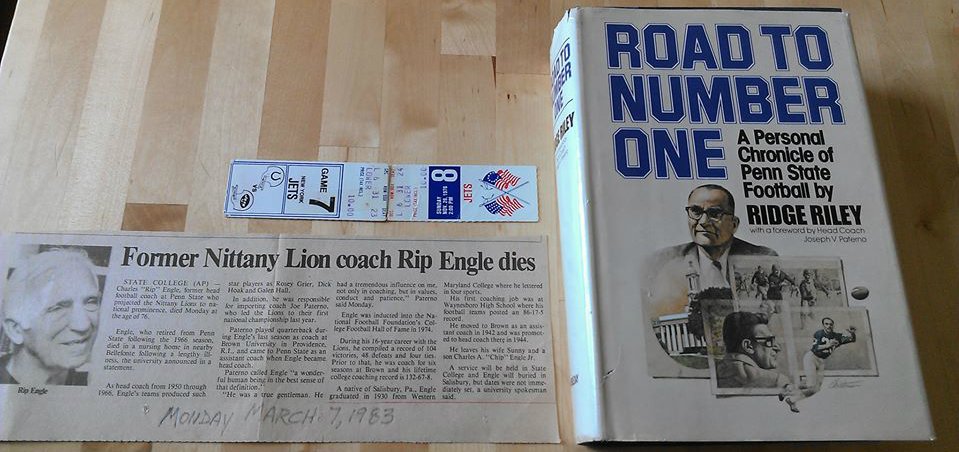 Former Nittany Lion coach Rip Engle dies
STATE COLLEGE (AP) —
Charles "Rip" Engle, former head
football coach at Penn State who
projected the Nittany Lions to na-
tional prominence, died Monday at
the age of 76.
Engle, who retired from Penn
State following the 1966 season,
died in a nursing home in nearby
Bellefonte following a lengthy ill-
ness, the university announced in a
statement.
As head coach from 1950 through
1966, Engle's teams produced such
star players as Rosey Grier, Dick
Hoak and Galen Hall.
In addition, he was responsible
for importing coach Joe Paterno,
who led the Lions to their first
national championship last year.
Paterno played quarterback dur-
ing Engle's last season as coach at
Brown University in Providence,
R.I., and came to Penn State as an
assistant coach when Engle became
head coach.
Paterno called Engle "a wonder-
ful human being in the best sense of
that definition."
"He was a true gentleman. He
had a tremendous influence on me,
not only in coaching, but in values,
conduct and patience," Paterno
said Monday.
Engle was inducted into the Na-
tional Football Foundation's Col-
lege Football Hall of Fame in 1974.
During his 16-year career with the
Lions, he compiled a record of 104
victories, 48 defeats and four ties.
Prior to that, he was coach for six
seasons at Brown and his lifetime
college coaching record is 132-67-8.
A native of Salisbury, Pa., Engle
graduated in 1930 from Western
Maryland College where he lettered
in four sports.
His first coaching job was at
Waynesboro High School where his
football teams posted an 86-17-5
record.
He moved to Brown as an assis-
tant coach in 1942 and was promot-
ed to head coach there in 1944.
He leaves his wife Sunny and a
son Charles A. "Chip" Engle Jr.
A service will be held in State
College and Engle will buried in
Salisbury, but dates were not imme-
diately set, a university spokesman
said.
Rip Engle
MONDAY MARCH 7, 1983
VS
NEW YORK
JETS
GAME
7
10.00
LOWER
8
SUNDAY
NOV. 26, 1978
2:00 PM
JETS
ROAD TO
NUMBER
ONE
RILEY
ROAD TO
NUMBER
ONE
A Personal
Chronicle of
Penn State
Football by
RIDGE RILEY
with a foreword by Head Coach
Joseph V. Paterno